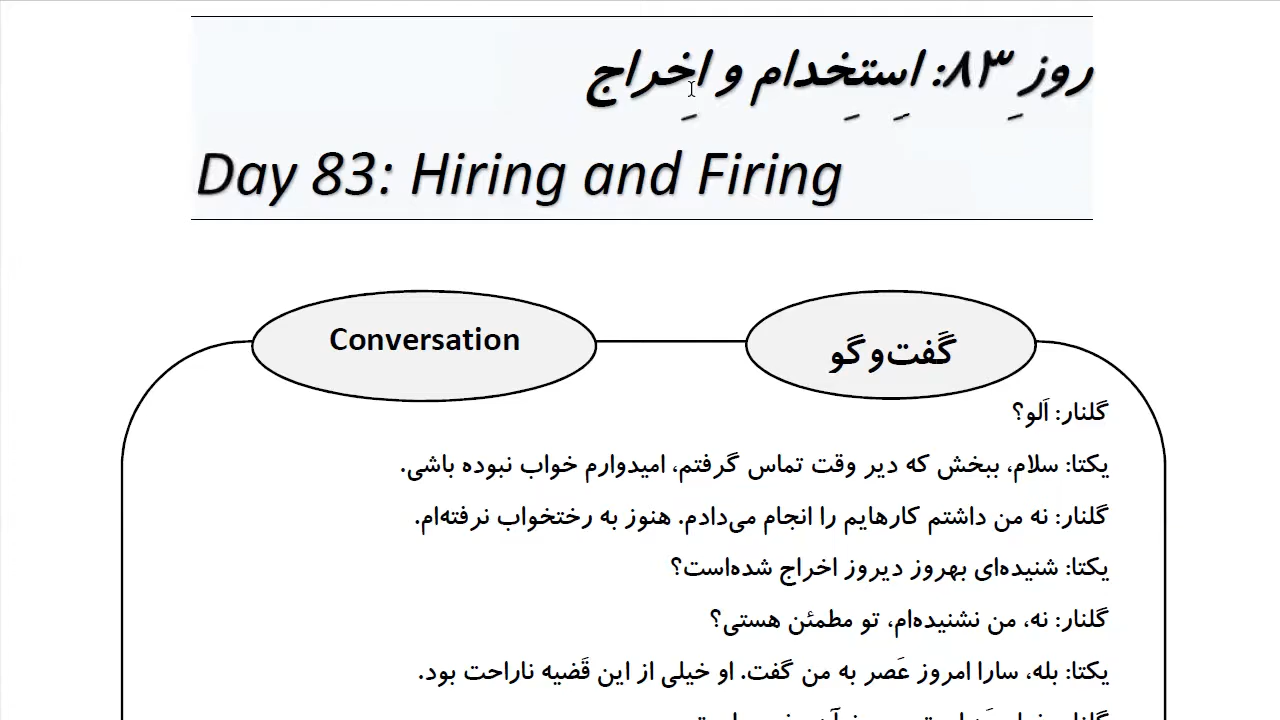 روزِ ۸۳: اِستِخدام و اِخراج
Day 83: Hiring and Firing
Conversation
گَفت‌و‌گو
گلنار: اَلو؟
یکتا: سلام، ببخش که دیر وقت تماس گرفتم، امیدوارم خواب نبوده باشی.
گلنار: نه من داشتم کارهایم را انجام می‌دادم. هنوز به رختخواب نرفته‌ام.
یکتا: شنیده‌ای بهروز دیروز اخراج شده‌است؟
گلنار: نه، من نشنیده‌ام، تو مطمئن هستی؟
یکتا: بله، سارا امروز عَصر به من گفت. او خیلی از این قَضیه ناراحت بود.